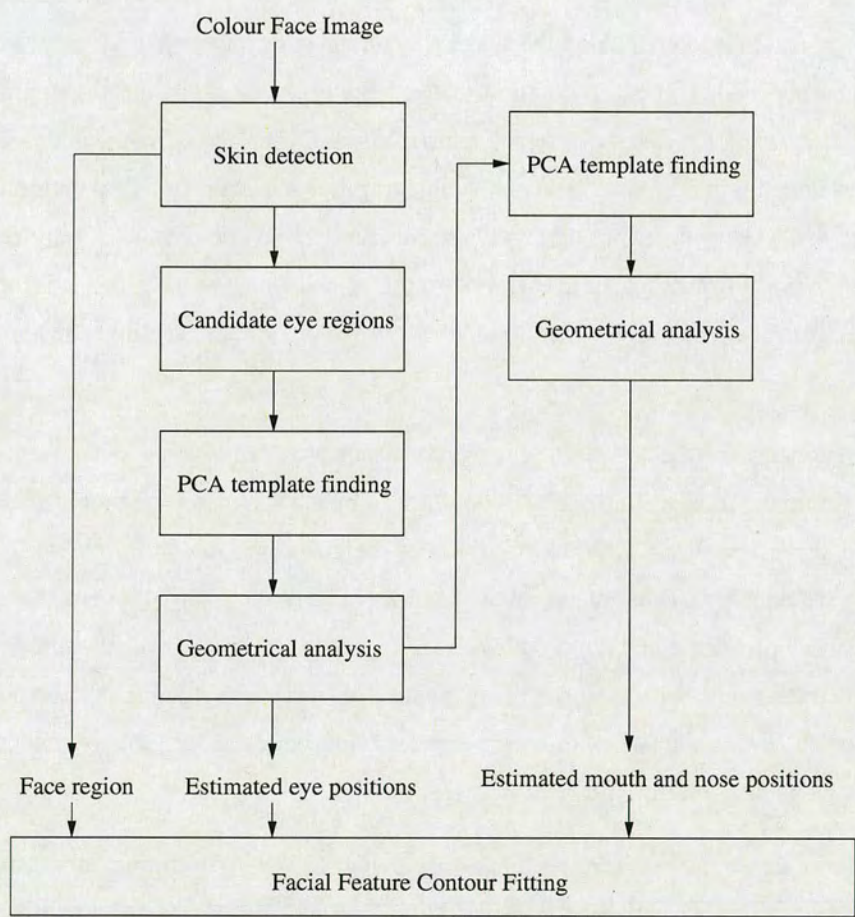 Colour Face Image
Skin detection
PCA template finding
Candidate eye regions
Geometrical analysis
PCA template finding
Geometrical analysis
Face region
Estimated eye positions
Estimated mouth and nose positions
Facial Feature Contour Fitting